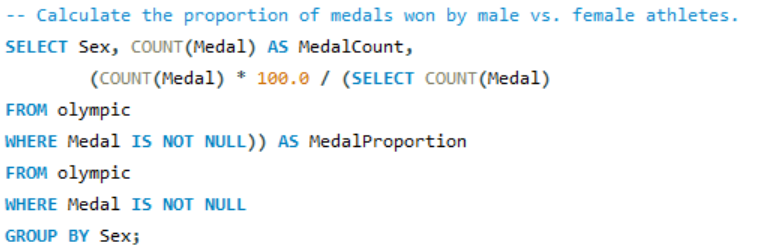 -- Calculate the proportion of medals won by male vs. female athletes.
SELECT Sex, COUNT(Medal) AS MedalCount,
(COUNT(Medal) * 100.0 / (SELECT COUNT(Medal)
FROM olympic
WHERE Medal IS NOT NULL)) AS MedalProportion
FROM olympic
WHERE Medal IS NOT NULL
GROUP BY Sex;